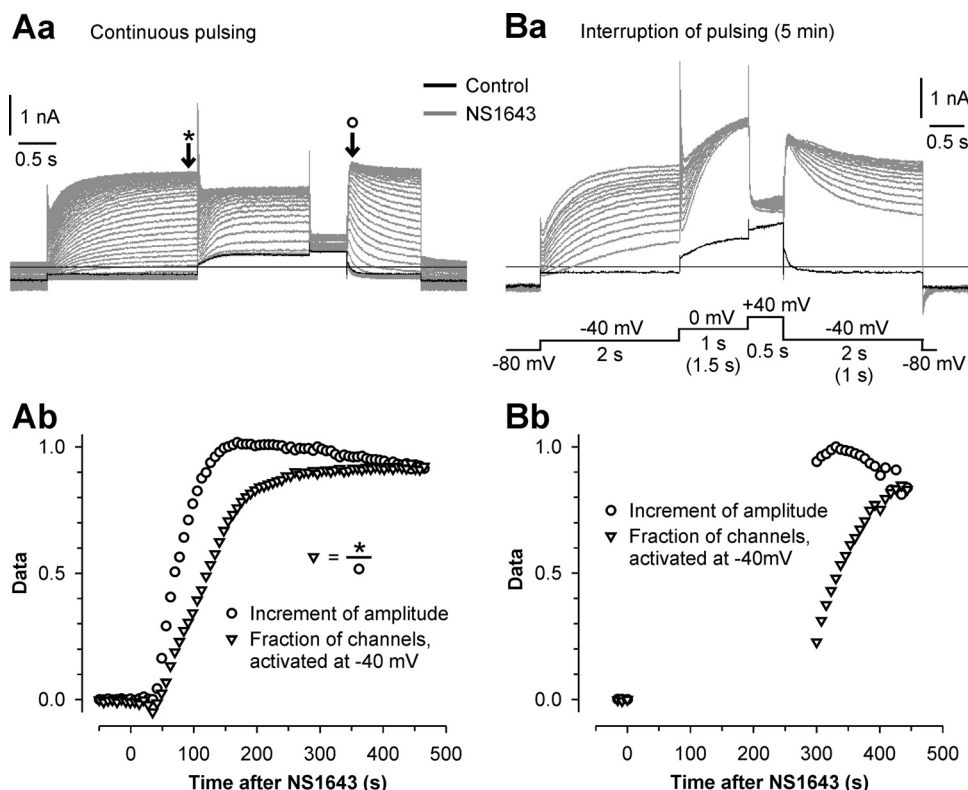 Aa Continuous pulsing
Ba Interruption of pulsing (5 min)
1 nA
0.5 s
*
Control
NS1643
1 nA
0.5 s
-80 mV
-40 mV
2 s
0 mV
1 s
(1.5 s)
+40 mV
0.5 s
-40 mV
2 s
(1 s)
-80 mV
Ab
Data
1.0
0.5
0.0
▽ = * / ○
Increment of amplitude
Fraction of channels,
activated at -40 mV
0 100 200 300 400 500
Time after NS1643 (s)
Bb
Data
1.0
0.5
0.0
Increment of amplitude
Fraction of channels,
activated at -40mV
0 100 200 300 400 500
Time after NS1643 (s)